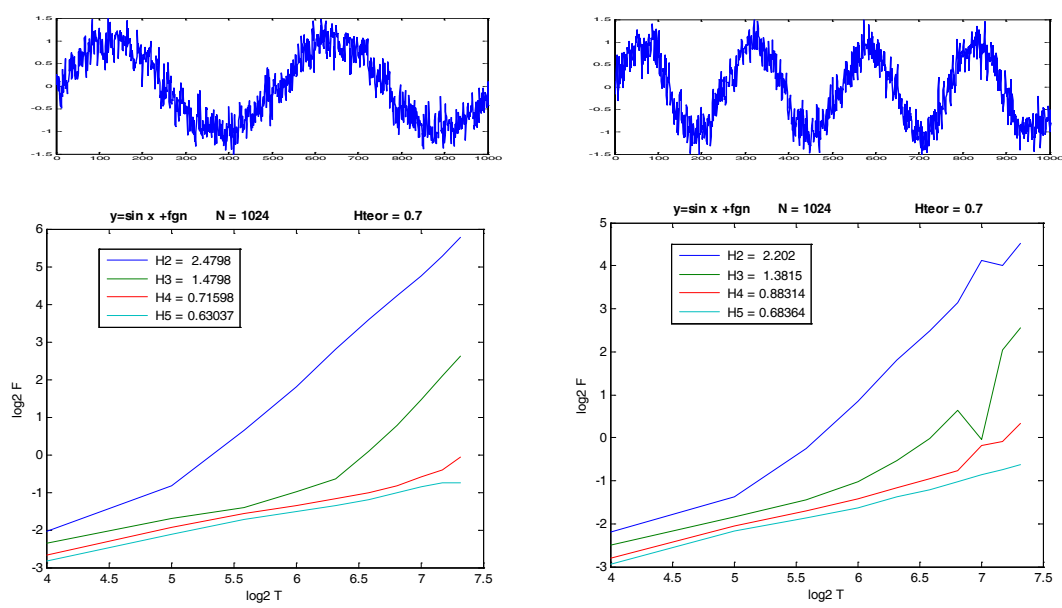 1.5
1
0.5
0
-0.5
-1
-1.5
0 100 200 300 400 500 600 700 800 900 1000
1.5
1
0.5
0
-0.5
-1
-1.5
0 100 200 300 400 500 600 700 800 900 1000
y=sin x +fgn N = 1024 Hteor = 0.7
6
5
4
3
2
1
0
-1
-2
-3
log2 F
H2 = 2.4798
H3 = 1.4798
H4 = 0.71598
H5 = 0.63037
4 4.5 5 5.5 6 6.5 7 7.5
log2 T
y=sin x +fgn N = 1024 Hteor = 0.7
5
4
3
2
1
0
-1
-2
-3
log2 F
H2 = 2.202
H3 = 1.3815
H4 = 0.88314
H5 = 0.68364
4 4.5 5 5.5 6 6.5 7 7.5
log2 T